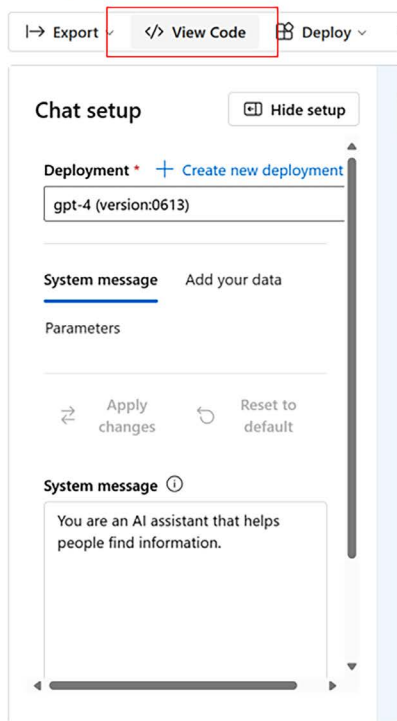 Export
</> View Code
Deploy
Chat setup
Hide setup
Deployment * + Create new deployment
gpt-4 (version:0613)
System message Add your data
Parameters
Apply changes
Reset to default
System message
You are an AI assistant that helps
people find information.